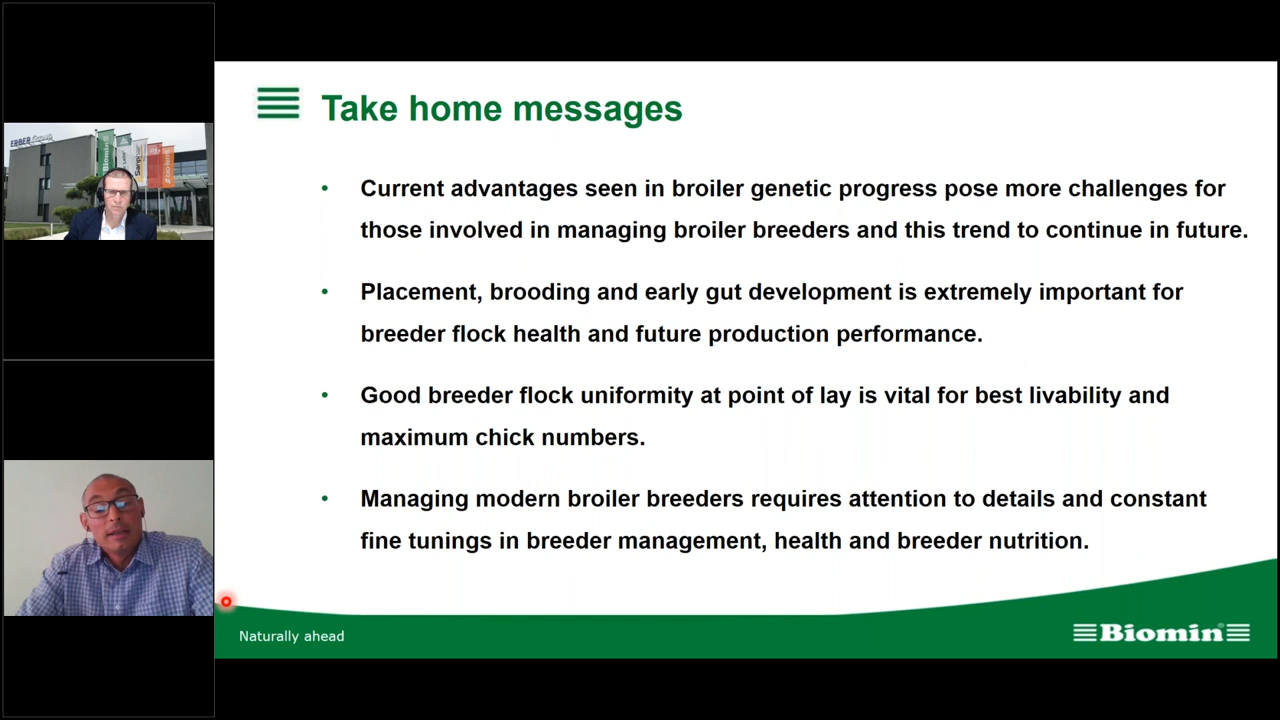 ERBER Group
Biomin
Take home messages
• Current advantages seen in broiler genetic progress pose more challenges for
those involved in managing broiler breeders and this trend to continue in future.
• Placement, brooding and early gut development is extremely important for
breeder flock health and future production performance.
• Good breeder flock uniformity at point of lay is vital for best livability and
maximum chick numbers.
• Managing modern broiler breeders requires attention to details and constant
fine tunings in breeder management, health and breeder nutrition.
Naturally ahead
Biomin®